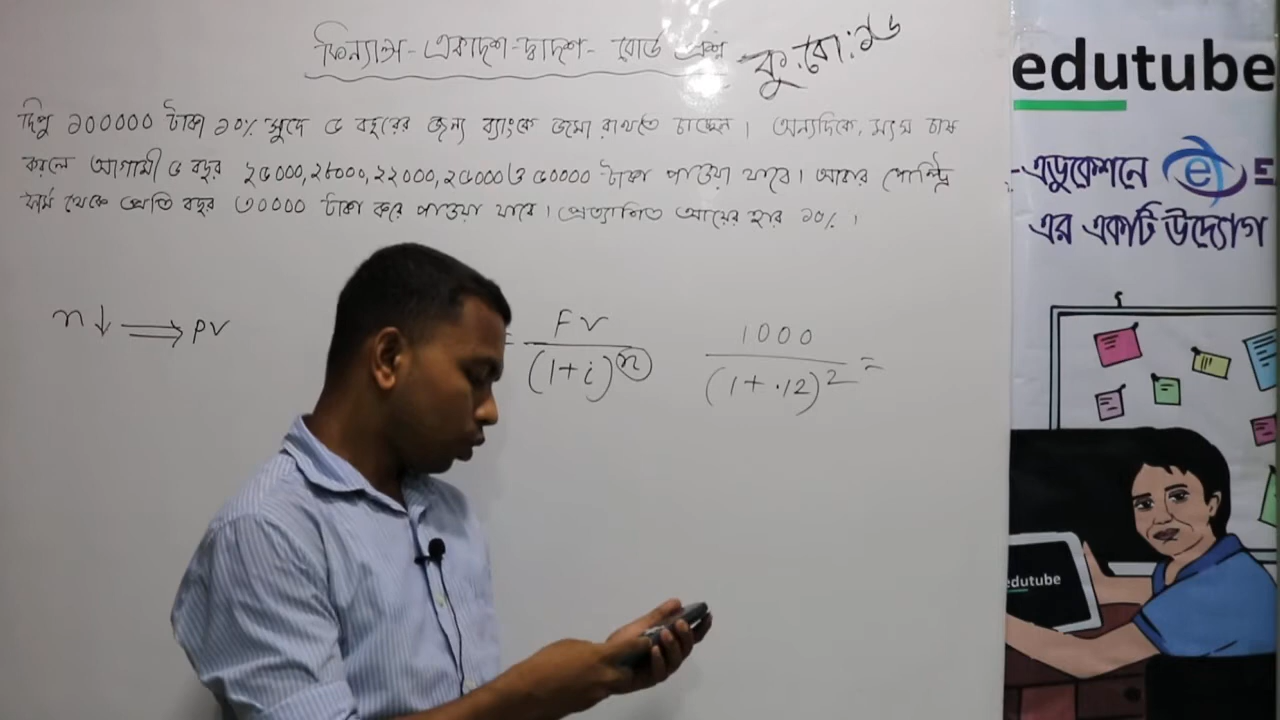 ফিন্যান্স-একাদশ-দ্বাদশ- বোর্ড প্রশ্ন কু.বো:১৬
দিপু ১০০০০০ টাকা ১০% সুদে ৫ বছরের জন্য ব্যাংকে জমা রাখতে চাচ্ছেন। অন্যদিকে, মৎস চাষ
করলে আগামী ৫ বছর ২৫০০০, ২৮০০০, ২২০০০, ২৫০০০ ও ৫০০০০ টাকা পাওয়া যাবে। আবার পোল্ট্রি
ফার্ম থেকে প্রতি বছর ৩০০০০ টাকা করে পাওয়া যাবে। প্রত্যাশিত আয়ের হার ১০%।
n↓ ⟹ PV
= FV / (1+i)^n
1000 / (1+.12)^2 =
edutube
-এডুকেশনে e E
এর একটি উদ্যোগ
edutube